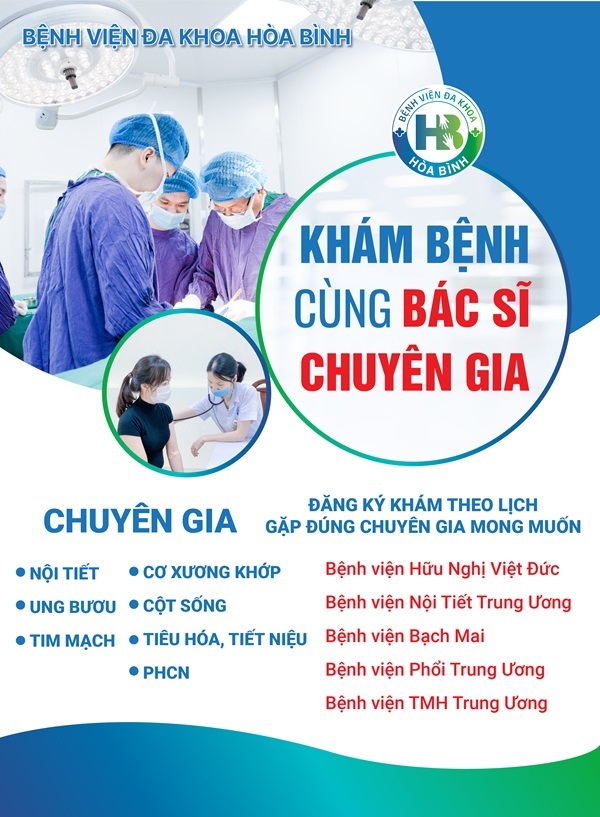 BỆNH VIỆN ĐA KHOA HÒA BÌNH
BỆNH VIỆN ĐA KHOA
HB
HÒA BÌNH
KHÁM BỆNH
CÙNG BÁC SĨ
CHUYÊN GIA
CHUYÊN GIA
NỘI TIẾT
UNG BƯƠU
TIM MẠCH
CƠ XƯƠNG KHỚP
CỘT SỐNG
TIÊU HÓA, TIẾT NIỆU
PHCN
ĐĂNG KÝ KHÁM THEO LỊCH
GẶP ĐÚNG CHUYÊN GIA MONG MUỐN
Bệnh viện Hữu Nghị Việt Đức
Bệnh viện Nội Tiết Trung Ương
Bệnh viện Bạch Mai
Bệnh viện Phổi Trung Ương
Bệnh viện TMH Trung Ương